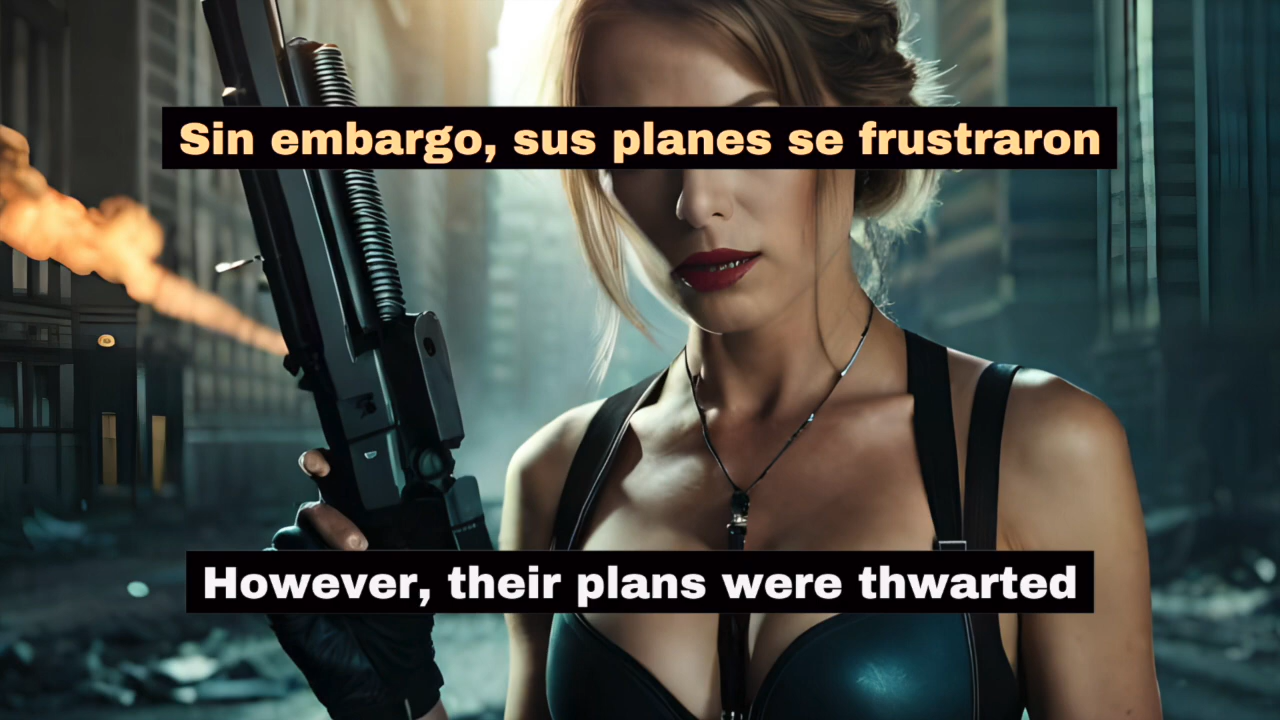 Sin embargo, sus planes se frustraron
However, their plans were thwarted